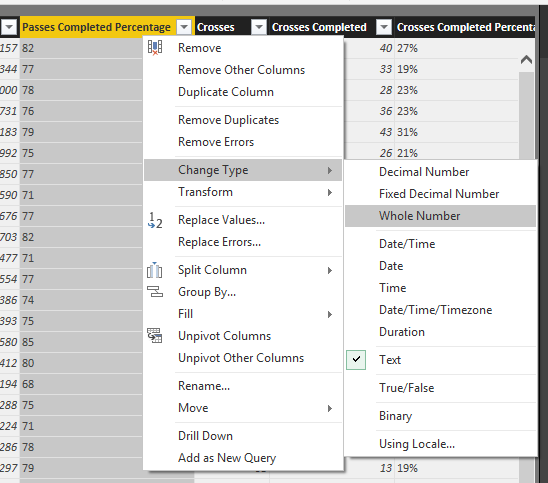 Passes Completed Percentage Crosses Crosses Completed Crosses Completed Percenta
157 82 40 27%
344 77 33 19%
000 78 28 23%
731 76 36 23%
183 79 43 31%
992 75 26 21%
850 77
590 71
676 77
703 82
471 71
554 77
386 74
393 75
580 85
412 80
194 68
288 75
224 71
286 78
297 79 13 19%
Remove
Remove Other Columns
Duplicate Column
Remove Duplicates
Remove Errors
Change Type
Transform
1
2
Replace Values...
Replace Errors...
Split Column
Group By...
Fill
Unpivot Columns
Unpivot Other Columns
Rename...
Move
Drill Down
Add as New Query
Decimal Number
Fixed Decimal Number
Whole Number
Date/Time
Date
Time
Date/Time/Timezone
Duration
Text
True/False
Binary
Using Locale...